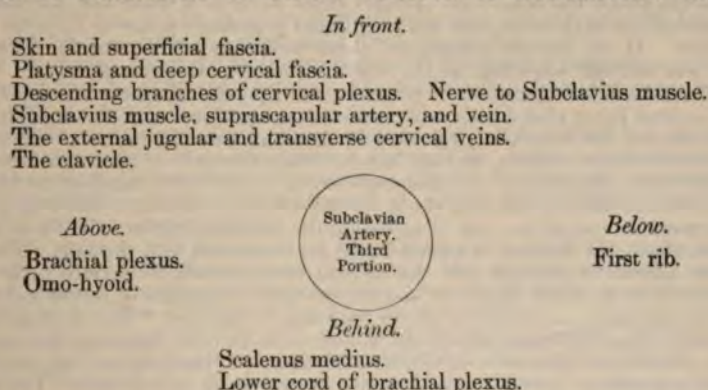 In front.
Skin and superficial fascia.
Platysma and deep cervical fascia.
Descending branches of cervical plexus. Nerve to Subclavius muscle.
Subclavius muscle, suprascapular artery, and vein.
The external jugular and transverse cervical veins.
The clavicle.
Above.
Brachial plexus.
Omo-hyoid.
Subclavian
Artery.
Third
Portion.
Below.
First rib.
Behind.
Scalenus medius.
Lower cord of brachial plexus.